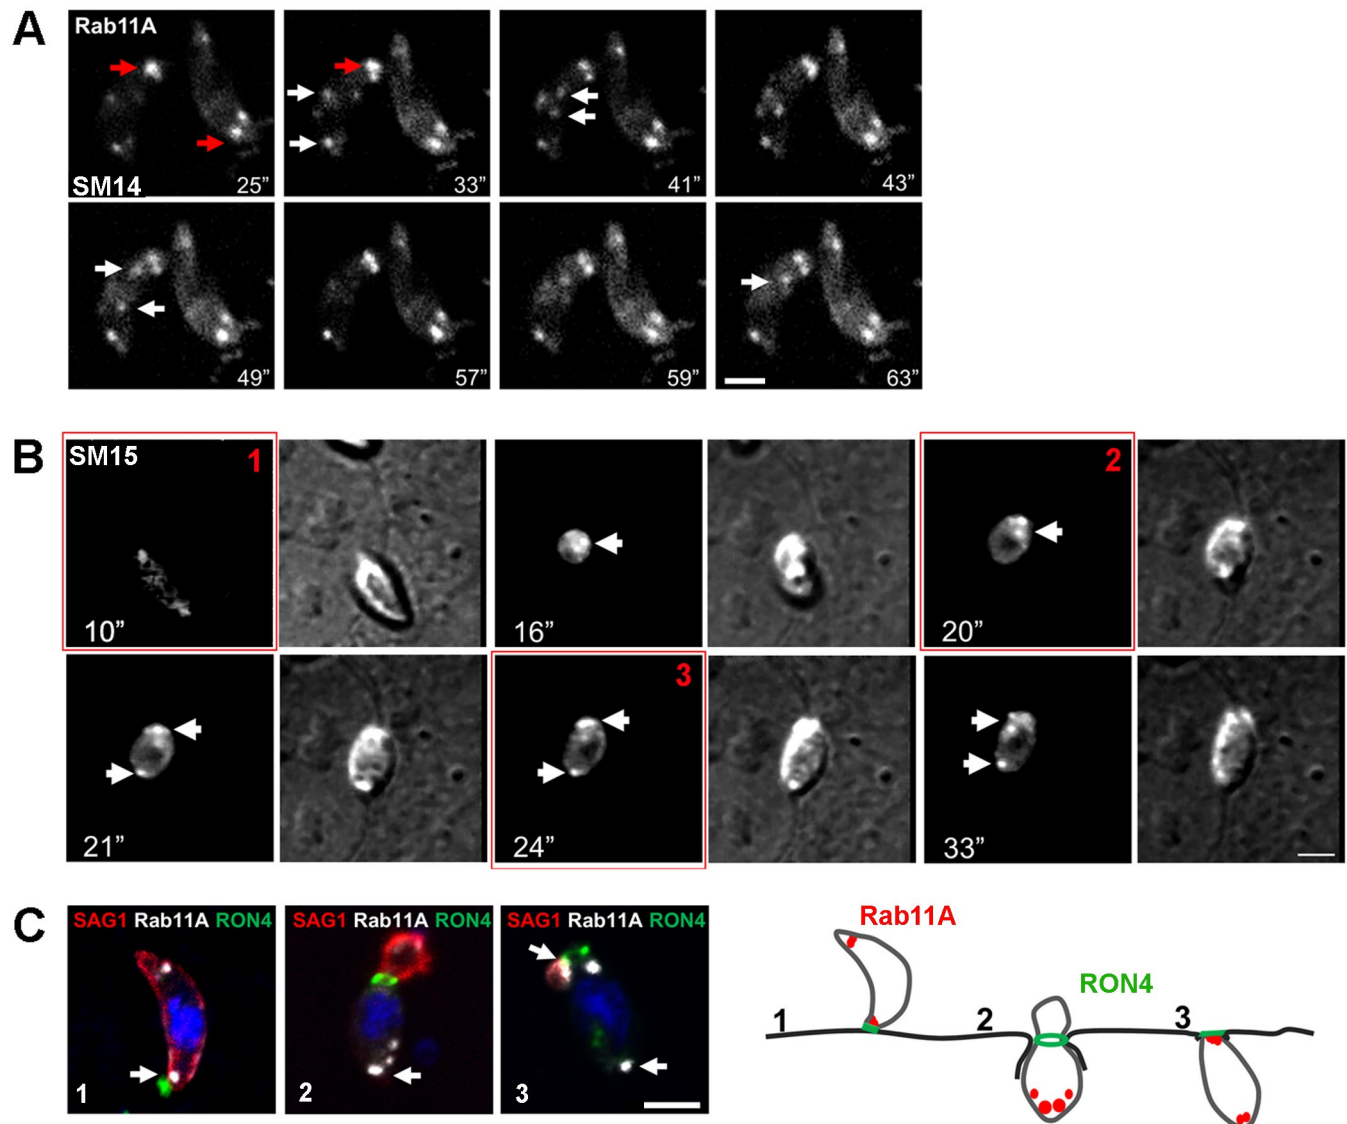 A
Rab11A
SM14
25”
33”
41”
43”
49”
57”
59”
63”
B
SM15
1
10”
16”
2
20”
21”
3
24”
33”
C
SAG1 Rab11A RON4
1
SAG1 Rab11A RON4
2
SAG1 Rab11A RON4
3
Rab11A
RON4
1
2
3